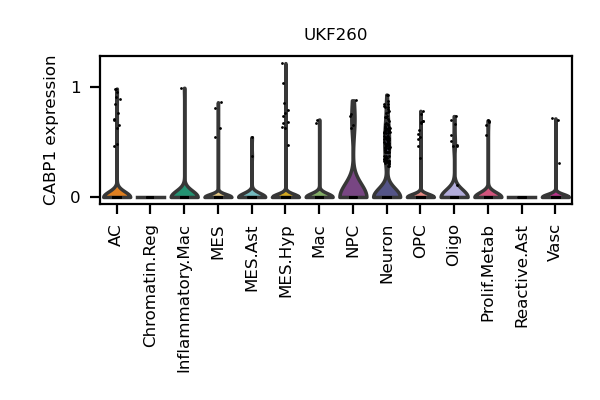 UKF260
CABP1 expression
1
0
AC
Chromatin.Reg
Inflammatory.Mac
MES
MES.Ast
MES.Hyp
Mac
NPC
Neuron
OPC
Oligo
Prolif.Metab
Reactive.Ast
Vasc